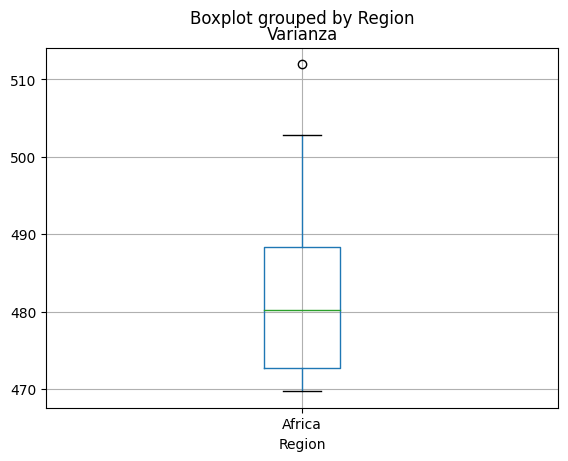 Boxplot grouped by Region
Varianza
510
500
490
480
470
Africa
Region